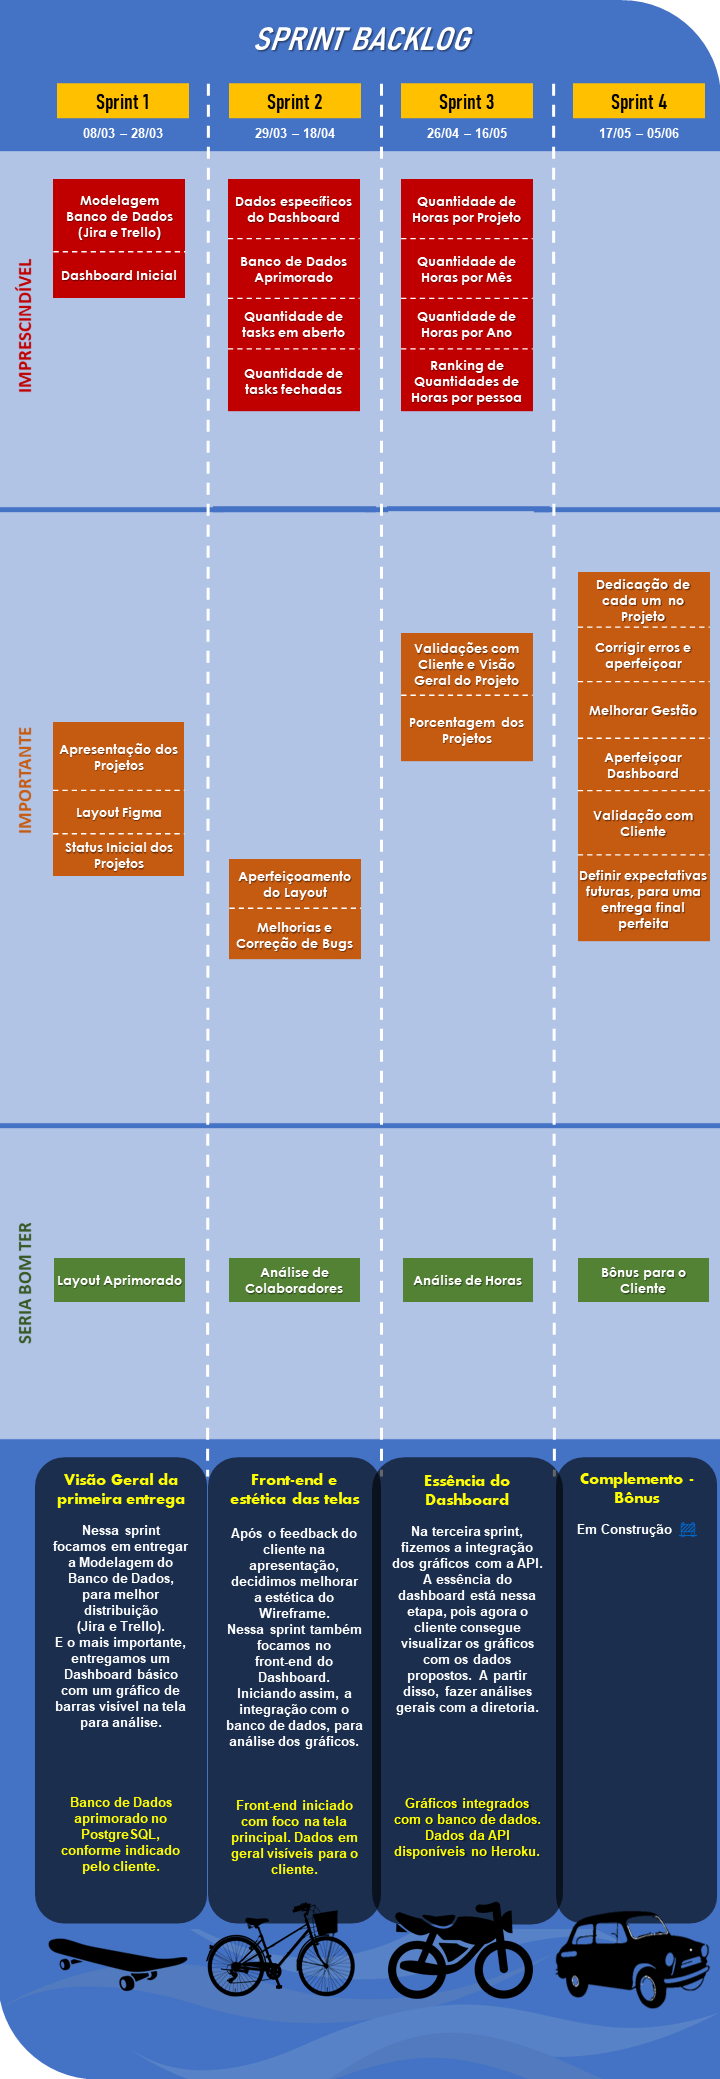 SPRINT BACKLOG
Sprint 1
08/03 – 28/03
Sprint 2
29/03 – 18/04
Sprint 3
26/04 – 16/05
Sprint 4
17/05 – 05/06
IMPRESCINDÍVEL
Modelagem
Banco de Dados
(Jira e Trello)
Dashboard Inicial
Dados específicos
do Dashboard
Banco de Dados
Aprimorado
Quantidade de
tasks em aberto
Quantidade de
tasks fechadas
Quantidade de
Horas por Projeto
Quantidade de
Horas por Mês
Quantidade de
Horas por Ano
Ranking de
Quantidades de
Horas por pessoa
IMPORTANTE
Apresentação dos
Projetos
Layout Figma
Status Inicial dos
Projetos
Aperfeiçoamento
do Layout
Melhorias e
Correção de Bugs
Validações com
Cliente e Visão
Geral do Projeto
Porcentagem dos
Projetos
Dedicação de
cada um no
Projeto
Corrigir erros e
aperfeiçoar
Melhorar Gestão
Aperfeiçoar
Dashboard
Validação com
Cliente
Definir expectativas
futuras, para uma
entrega final
perfeita
SERIA BOM TER
Layout Aprimorado
Análise de
Colaboradores
Análise de Horas
Bônus para o
Cliente
Visão Geral da
primeira entrega
Nessa sprint
focamos em entregar
a Modelagem do
Banco de Dados,
para melhor
distribuição
(Jira e Trello).
E o mais importante,
entregamos um
Dashboard básico
com um gráfico de
barras visível na tela
para análise.
Banco de Dados
aprimorado no
PostgreSQL,
conforme indicado
pelo cliente.
Front-end e
estética das telas
Após o feedback do
cliente na
apresentação,
decidimos melhorar
a estética do
Wireframe.
Nessa sprint também
focamos no
front-end do
Dashboard.
Iniciando assim, a
integração com o
banco de dados, para
análise dos gráficos.
Front-end iniciado
com foco na tela
principal. Dados em
geral visíveis para o
cliente.
Essência do
Dashboard
Na terceira sprint,
fizemos a integração
dos gráficos com a API.
A essência do
dashboard está nessa
etapa, pois agora o
cliente consegue
visualizar os gráficos
com os dados
propostos. A partir
disso, fazer análises
gerais com a diretoria.
Gráficos integrados
com o banco de dados.
Dados da API
disponíveis no Heroku.
Complemento -
Bônus
Em Construção